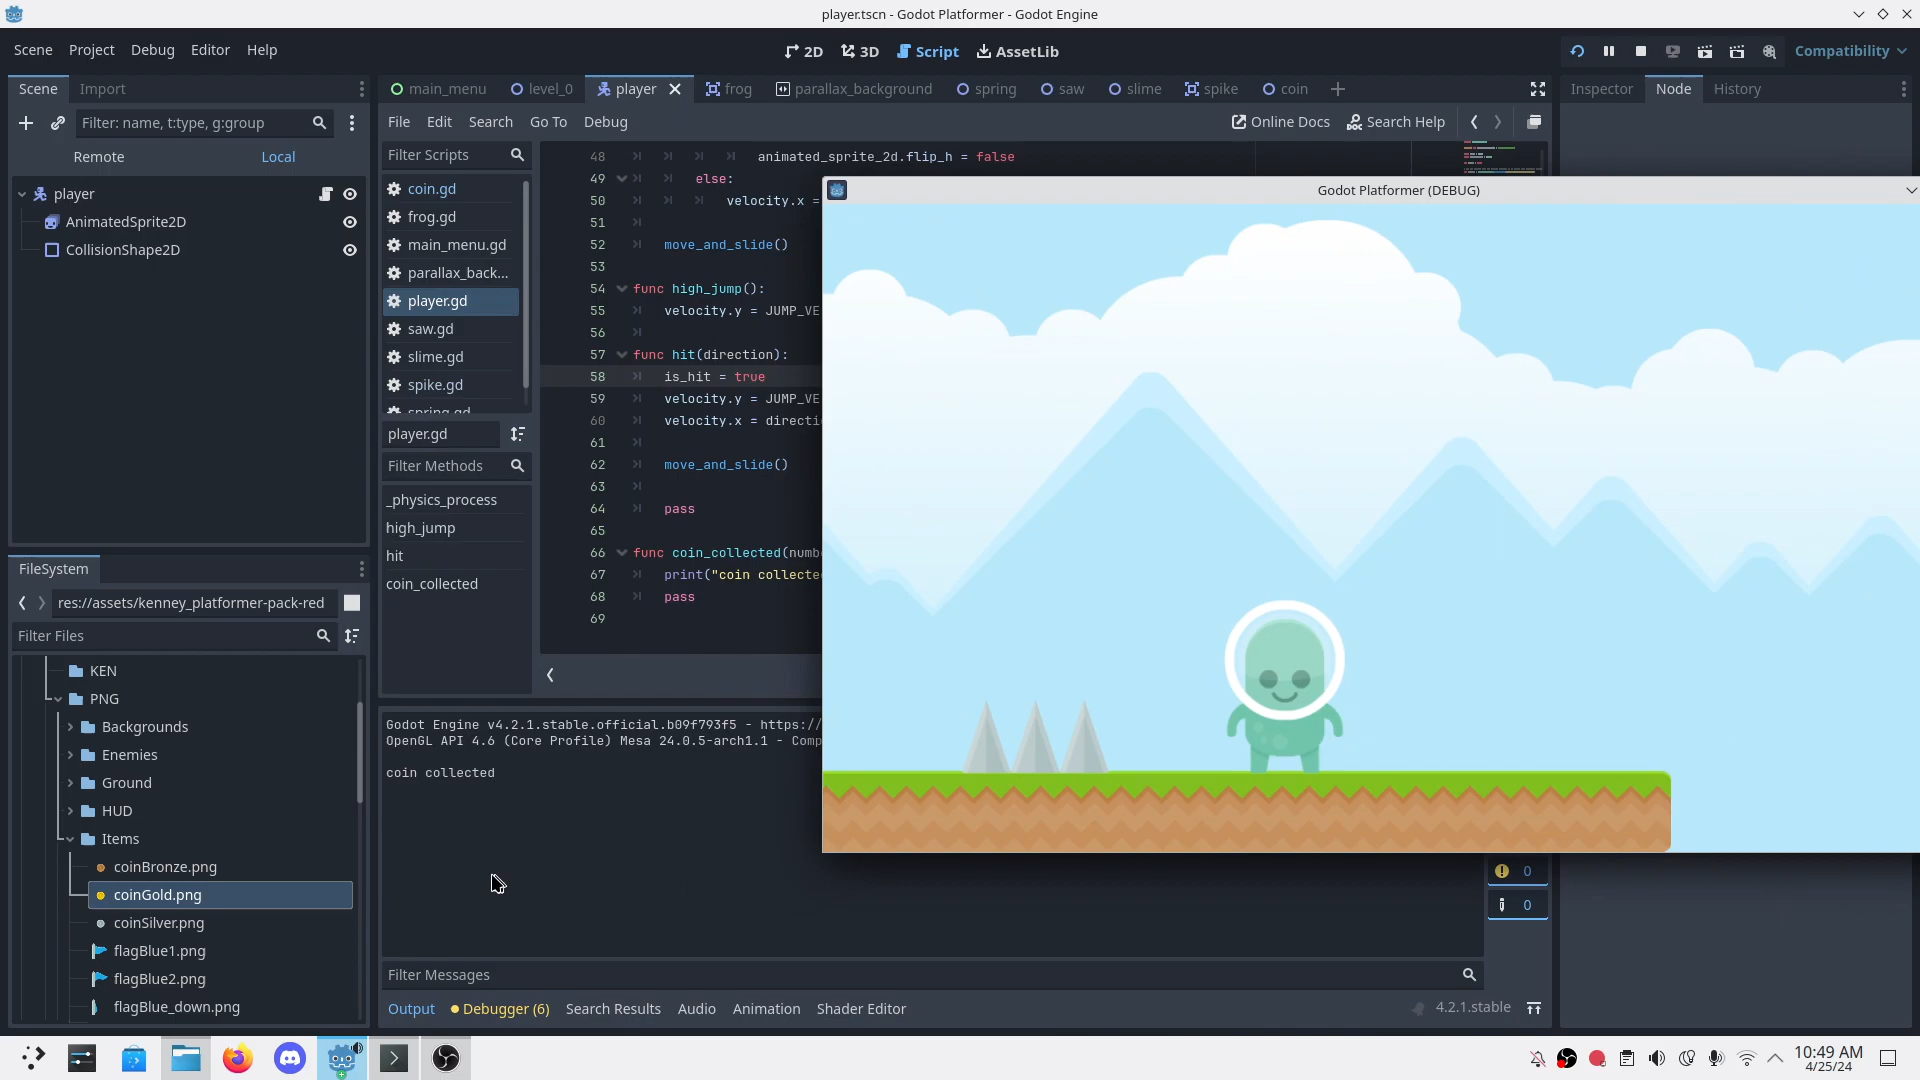 player.tscn - Godot Platformer - Godot Engine
Scene Project Debug Editor Help
2D 3D Script AssetLib
Compatibility
Scene Import
Filter: name, t:type, g:group
Remote Local
player
AnimatedSprite2D
CollisionShape2D
FileSystem
res://assets/kenney_platformer-pack-red
Filter Files
KEN
PNG
Backgrounds
Enemies
Ground
HUD
Items
coinBronze.png
coinGold.png
coinSilver.png
flagBlue1.png
flagBlue2.png
flagBlue_down.png
main_menu level_0 player frog parallax_background spring saw slime spike coin
File Edit Search Go To Debug
Online Docs Search Help
Filter Scripts
coin.gd
frog.gd
main_menu.gd
parallax_back...
player.gd
saw.gd
slime.gd
spike.gd
spring.gd
player.gd
Filter Methods
_physics_process
high_jump
hit
coin_collected
48 animated_sprite_2d.flip_h = false
49 else:
50 velocity.x =
51
52 move_and_slide()
53
54 func high_jump():
55 velocity.y = JUMP_VE
56
57 func hit(direction):
58 is_hit = true
59 velocity.y = JUMP_VE
60 velocity.x = directi
61
62 move_and_slide()
63
64 pass
65
66 func coin_collected(numb
67 print("coin collecte
68 pass
69
Godot Platformer (DEBUG)
Godot Engine v4.2.1.stable.official.b09f793f5 - https://
OpenGL API 4.6 (Core Profile) Mesa 24.0.5-arch1.1 - Comp
coin collected
0
0
Filter Messages
Output Debugger (6) Search Results Audio Animation Shader Editor
4.2.1.stable
Inspector Node History
10:49 AM
4/25/24